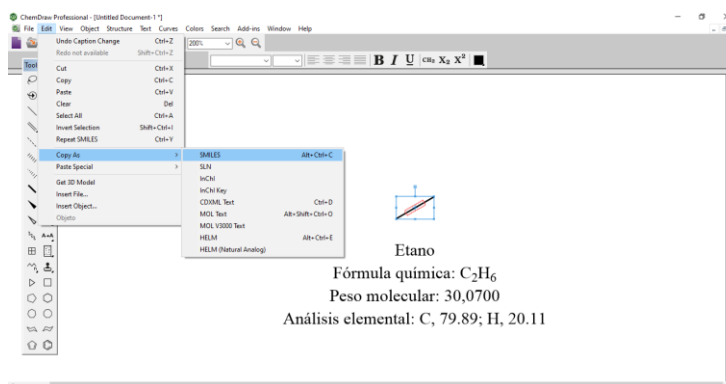 ChemDraw Professional - [Untitled Document-1 *]
File Edit View Object Structure Text Curves Colors Search Add-ins Window Help
Undo Caption Change Ctrl+Z
200%
Redo not available Shift+Ctrl+Z
B I U CH₂ X₂ X²
Tool
Cut Ctrl+X
Copy Ctrl+C
Paste Ctrl+V
Clear Del
Select All Ctrl+A
Invert Selection Shift+Ctrl+I
Repeat SMILES Ctrl+Y
Copy As
Paste Special
Get 3D Model
Insert File...
Insert Object...
Objeto
SMILES Alt+Ctrl+C
SLN
InChI
InChI Key
CDXML Text Ctrl+D
MOL Text Alt+Shift+Ctrl+O
MOL V3000 Text
HELM Alt+Ctrl+E
HELM (Natural Analog)
Etano
Fórmula química: C₂H₆
Peso molecular: 30,0700
Análisis elemental: C, 79.89; H, 20.11